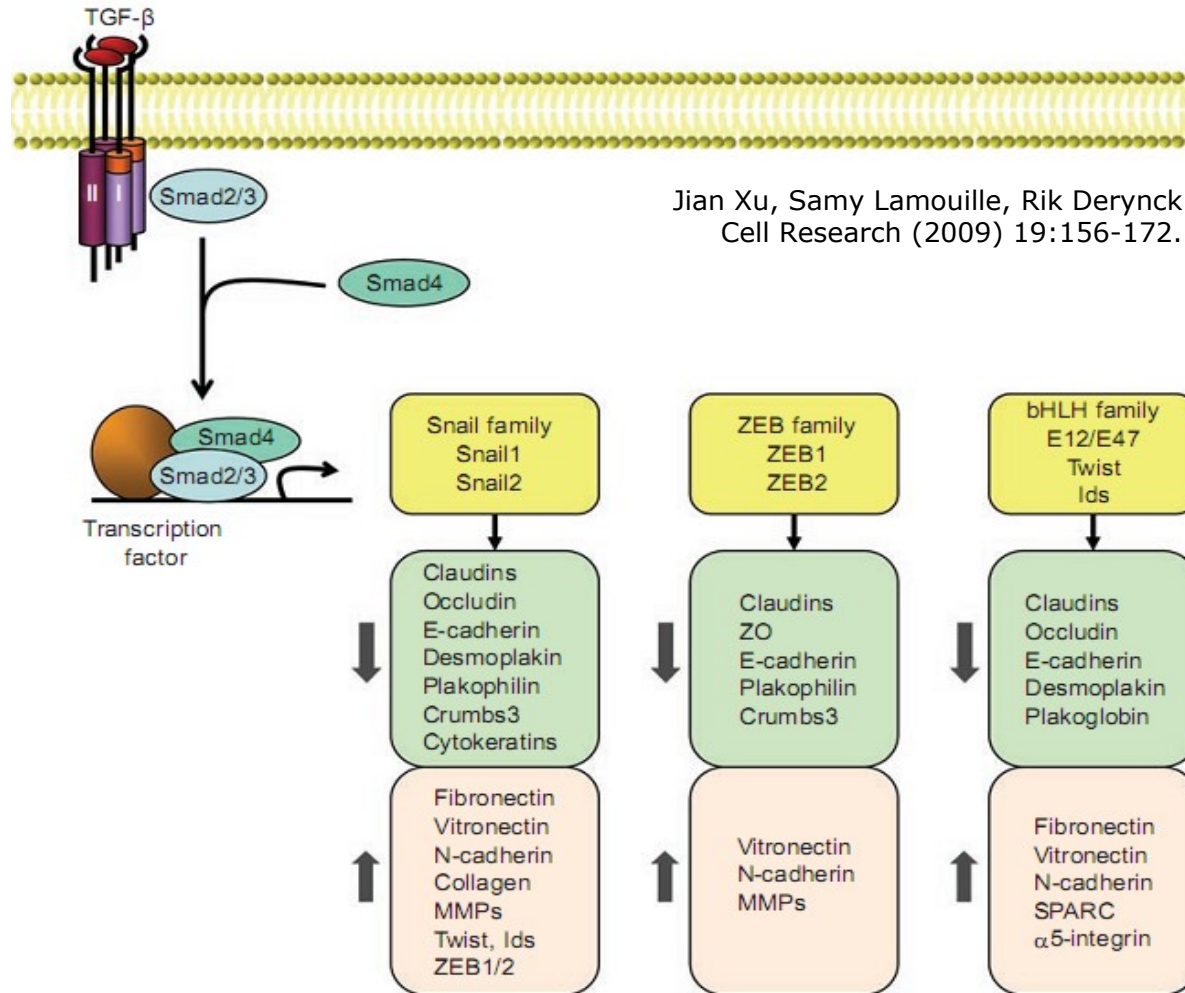 TGF-β
II
I
Smad2/3
Jian Xu, Samy Lamouille, Rik Derynck
Cell Research (2009) 19:156-172.
Smad4
Smad4
Smad2/3
Transcription
factor
Snail family
Snail1
Snail2
Claudins
Occludin
E-cadherin
Desmoplakin
Plakophilin
Crumbs3
Cytokeratins
Fibronectin
Vitronectin
N-cadherin
Collagen
MMPs
Twist, Ids
ZEB1/2
ZEB family
ZEB1
ZEB2
Claudins
ZO
E-cadherin
Plakophilin
Crumbs3
Vitronectin
N-cadherin
MMPs
bHLH family
E12/E47
Twist
Ids
Claudins
Occludin
E-cadherin
Desmoplakin
Plakoglobin
Fibronectin
Vitronectin
N-cadherin
SPARC
α5-integrin